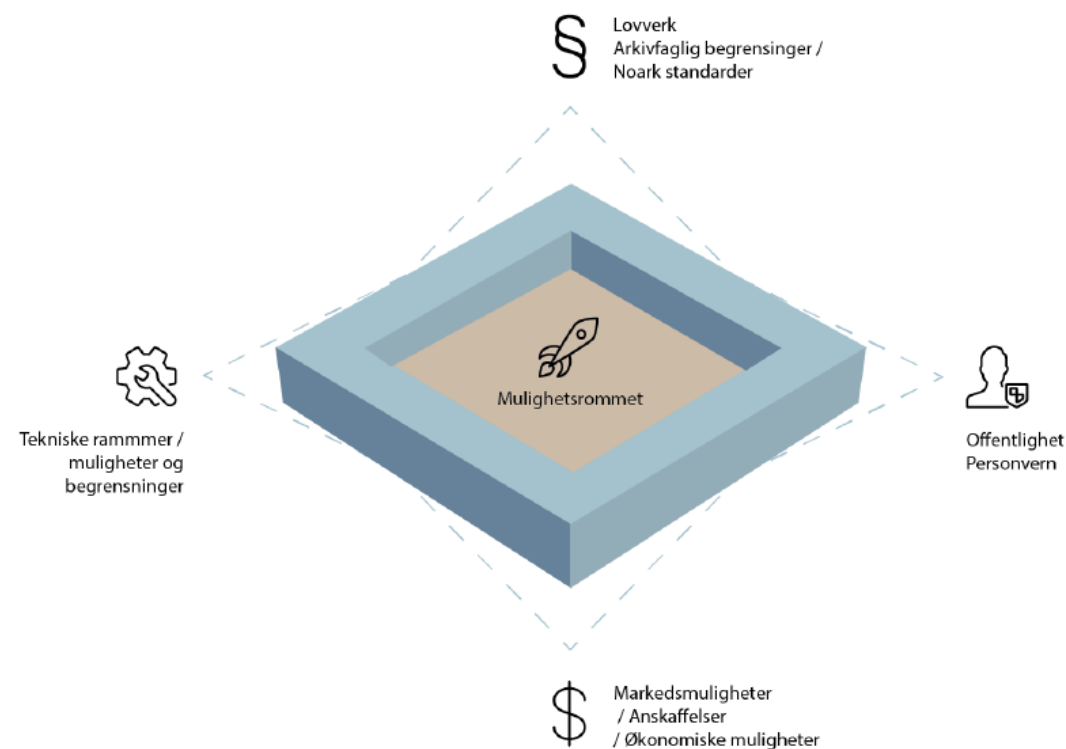 § Lovverk
Arkivfaglig begrensinger /
Noark standarder
Mulighetsrommet
Tekniske rammmer /
muligheter og
begrensninger
Offentlighet
Personvern
$ Markedsmuligheter
/ Anskaffelser
/ Økonomiske muligheter